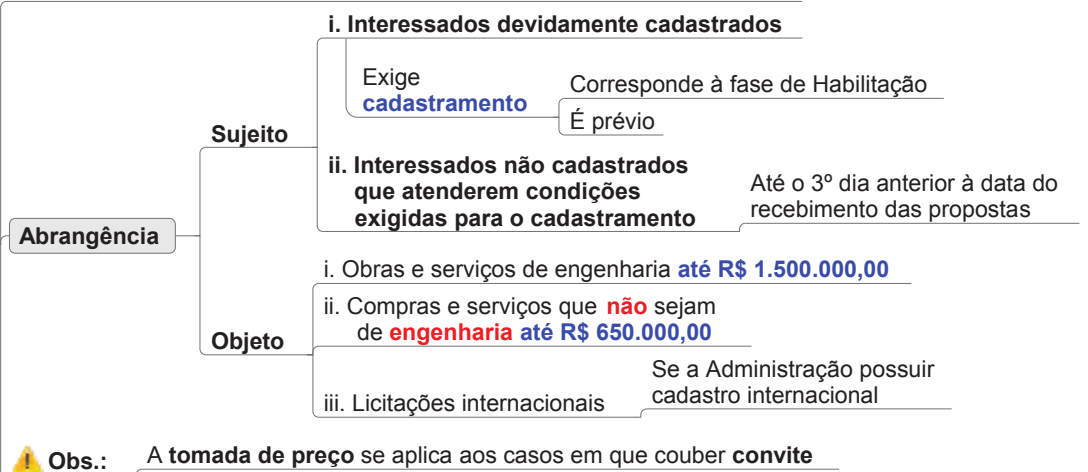 i. Interessados devidamente cadastrados
Exige
cadastramento
Corresponde à fase de Habilitação
É prévio
Sujeito
ii. Interessados não cadastrados
que atenderem condições
exigidas para o cadastramento
Até o 3º dia anterior à data do
recebimento das propostas
Abrangência
i. Obras e serviços de engenharia até R$ 1.500.000,00
ii. Compras e serviços que não sejam
de engenharia até R$ 650.000,00
Objeto
iii. Licitações internacionais
Se a Administração possuir
cadastro internacional
Obs.: A tomada de preço se aplica aos casos em que couber convite